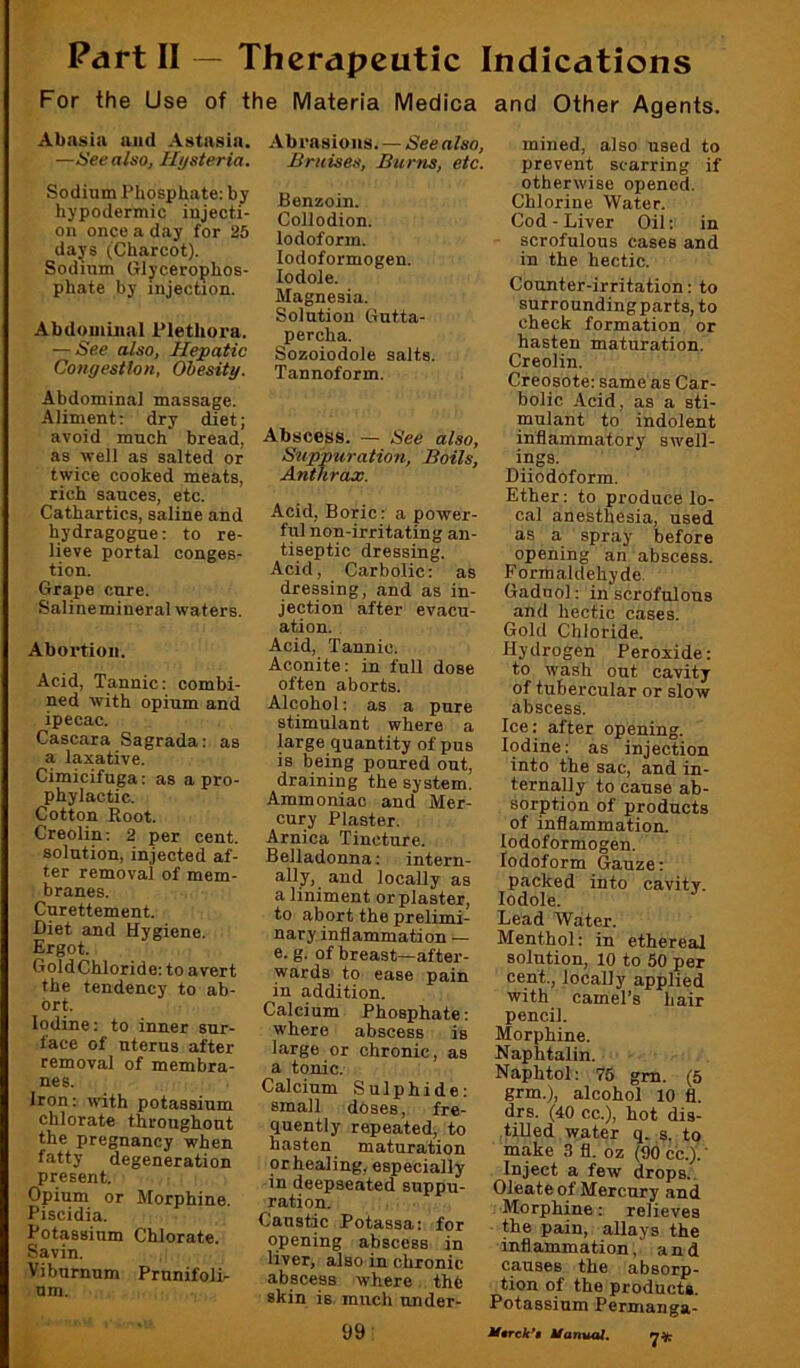 Part II — Therapeutic Indications
For the Use of the Materia Medica and Other Agents.
Abasia and Astasia.
—See also, Hysteria.
Sodium Phosphate: by
hypodermic injecti-
on once a day for 25
days (Charcot).
Sodium Glycerophos-
phate by injection.
Abdominal Plethora.
— See also, Hepatic
Congestion, Obesity.
Abdominal massage.
Aliment: dry diet;
avoid much bread,
as well as salted or
twice cooked meats,
rich sauces, etc.
Cathartics, saline and
hydragogue: to re-
lieve portal conges-
tion.
Grape cure.
Saline mineral waters.
Abortion.
Acid, Tannic: combi-
ned with opium and
ipecac.
Cascara Sagrada: as
a laxative.
Cimicifuga: as a pro-
phylactic.
Cotton Root.
Creolin: 2 per cent.
solution, injected af-
ter removal of mem-
branes.
Curettement.
Diet and Hygiene.
Ergot.
Gold Chloride: to avert
the tendency to ab-
ort.
Iodine: to inner sur-
face of uterus after
removal of membra-
nes.
Iron: with potassium
chlorate throughout
the pregnancy when
fatty degeneration
present.
Opium or Morphine.
Piscidia.
Potassium Chlorate.
Savin.
Viburnum Prunifoli-
um.
Abrasions. — See also,
Bruises, Burns, etc.
Benzoin.
Collodion.
Iodoform.
Iodoformogen.
Iodole.
Magnesia.
Solution Gutta-
percha.
Sozoiodole salts.
Tannoform.
Abscess. — See also,
Suppuration, Boils,
Anthrax.
Acid, Boric: a power-
ful non-irritating an-
tiseptic dressing.
Acid, Carbolic: as
dressing, and as in-
jection after evacu-
ation.
Acid, Tannic.
Aconite: in full dose
often aborts.
Alcohol: as a pure
stimulant where a
large quantity of pus
is being poured out,
draining the system.
Ammoniac and Mer-
cury Plaster.
Arnica Tincture.
Belladonna: intern-
ally, and locally as
a liniment or plaster,
to abort the prelimi-
nary inflammation —
e. g. of breast—after-
wards to ease pain
in addition.
Calcium Phosphate:
where abscess is
large or chronic, as
a tonic.
Calcium Sulphide:
small doses, fre-
quently repeated, to
hasten maturation
or healing, especially
in deepseated suppu-
ration.
Caustic Potassa: for
opening abscess in
liver, also in chronic
abscess where the
skin is much under-
mined, also used to
prevent scarring if
otherwise opened.
Chlorine Water.
Cod - Liver Oil: in
scrofulous cases and
in the hectic.
Counter-irritation: to
surrounding parts, to
check formation or
hasten maturation.
Creolin.
Creosote: same as Car-
bolic Acid, as a sti-
mulant to indolent
inflammatory swell-
ings.
Diiodoform.
Ether: to produce lo-
cal anesthesia, used
as a spray before
opening an abscess.
Formaldehyde.
Gaduol: in scrofulous
and hectic cases.
Gold Chloride.
Hydrogen Peroxide:
to wash out cavity
of tubercular or slow
abscess.
Ice: after opening.
Iodine: as injection
into the sac, and in-
ternally to cause ab-
sorption of products
of inflammation.
Iodoformogen.
Iodoform Gauze:
packed into cavity.
Iodole.
Lead Water.
Menthol: in ethereal
solution, 10 to 50 per
cent., locally applied
with camel's hair
pencil.
Morphine.
Naphtalin.
Naphtol: 75 grn. (5
grm.), alcohol 10 fl.
drs. (40 cc.), hot dis-
tilled water q. s. to
make 3 fl. oz (90 cc.).
Inject a few drops.
Oleate of Mercury and
Morphine: relieves
the pain, allays the
inflammation, and
causes the absorp-
tion of the products.
Potassium Permanga-
99
Merck's Manual. 7*